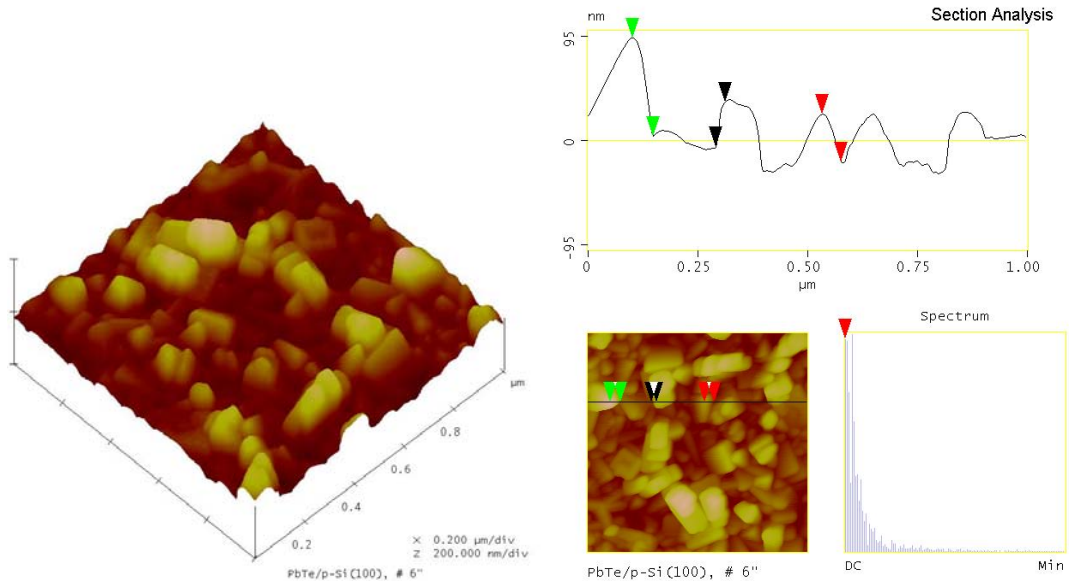 nm
Section Analysis
95
0
-95
0
0.25
0.50
0.75
1.00
µm
µm
0.8
0.6
0.4
0.2
X 0.200 µm/div
Z 200.000 nm/div
PbTe/p-Si(100), # 6"
Spectrum
DC
Min
PbTe/p-Si(100), # 6"